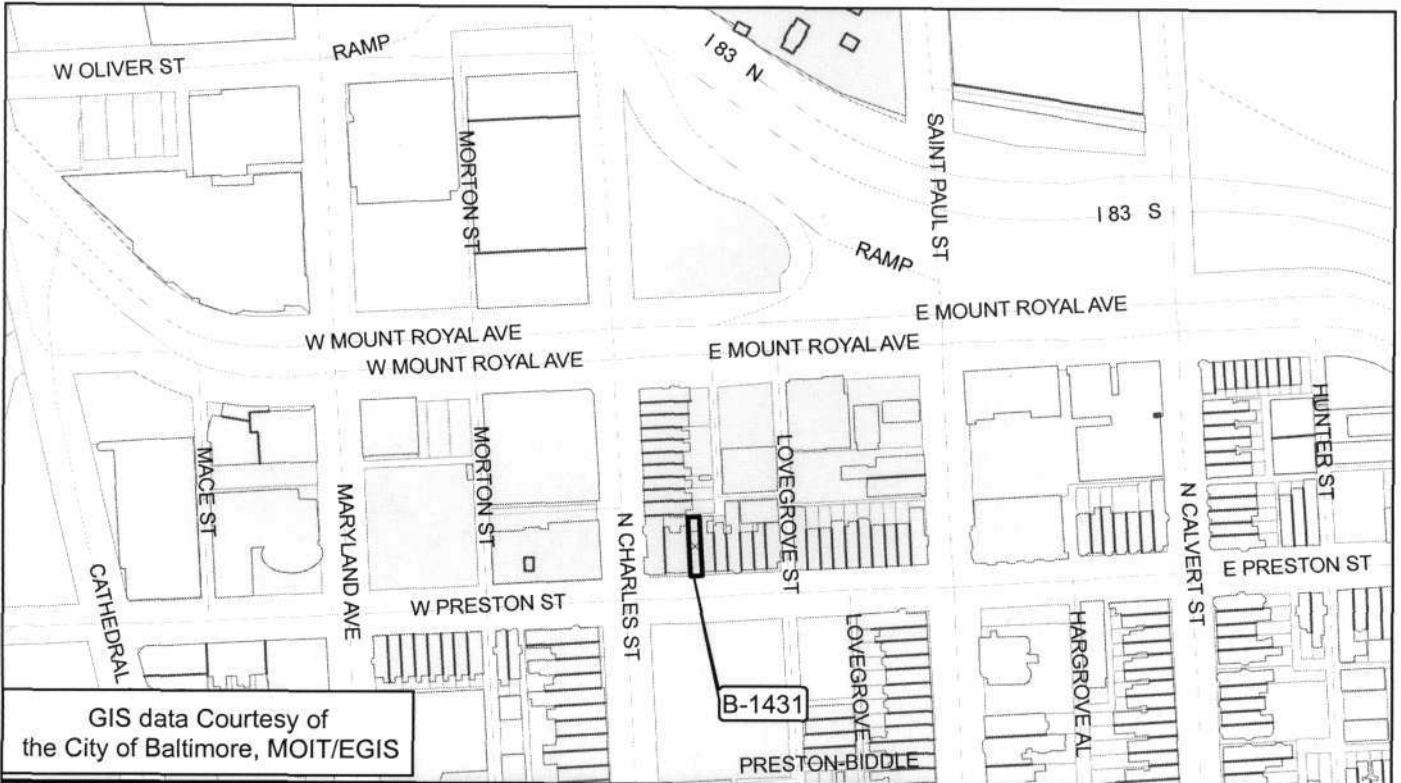 W OLIVER ST
RAMP
I 83 N
MORTON ST
SAINT PAUL ST
I 83 S
RAMP
E MOUNT ROYAL AVE
W MOUNT ROYAL AVE
E MOUNT ROYAL AVE
W MOUNT ROYAL AVE
MACE ST
MARYLAND AVE
MORTON ST
N CHARLES ST
LOVEGROVE ST
N CALVERT ST
HUNTER ST
CATHEDRAL
W PRESTON ST
E PRESTON ST
LOVEGROVE
HARGROVE AL
B-1431
PRESTON-BIDDLE
GIS data Courtesy of
the City of Baltimore, MOIT/EGIS